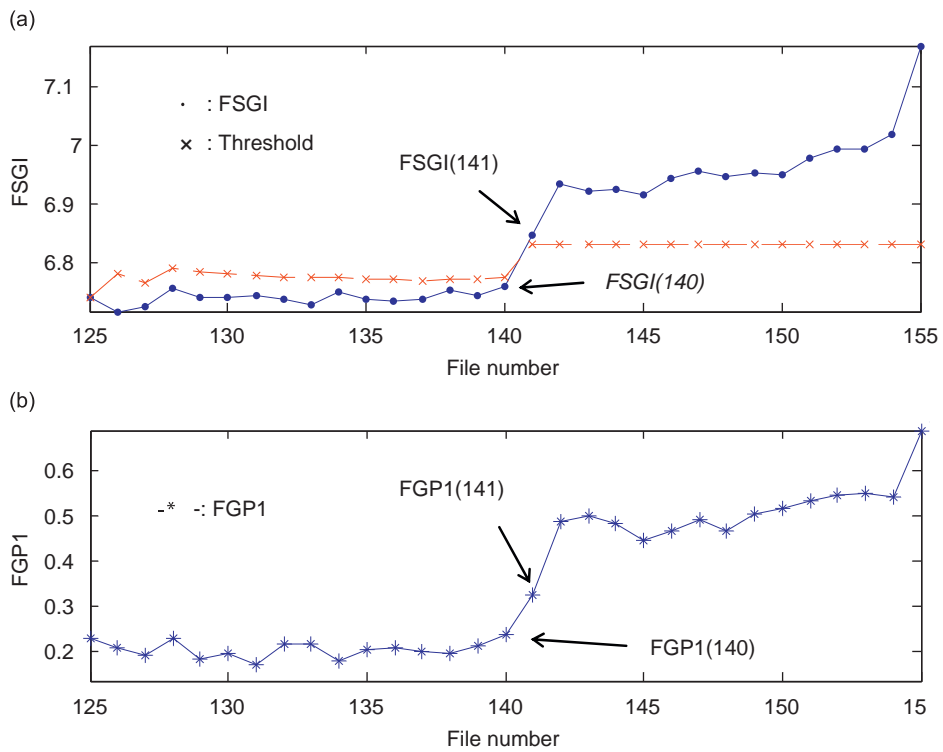 (a)
7.1
7
6.9
6.8
FSGI
· : FSGI
× : Threshold
FSGI(141)
FSGI(140)
125 130 135 140 145 150 155
File number
(b)
0.6
0.5
0.4
0.3
0.2
FGP1
-* -: FGP1
FGP1(141)
FGP1(140)
125 130 135 140 145 150 15
File number